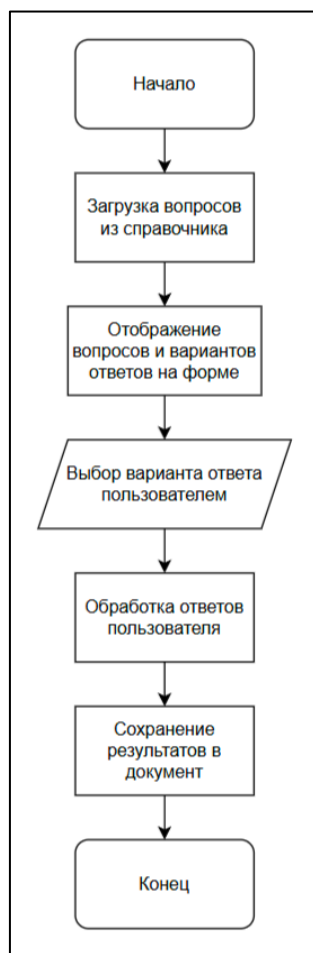 Начало
Загрузка вопросов
из справочника
Отображение
вопросов и вариантов
ответов на форме
Выбор варианта ответа
пользователем
Обработка ответов
пользователя
Сохранение
результатов в
документ
Конец